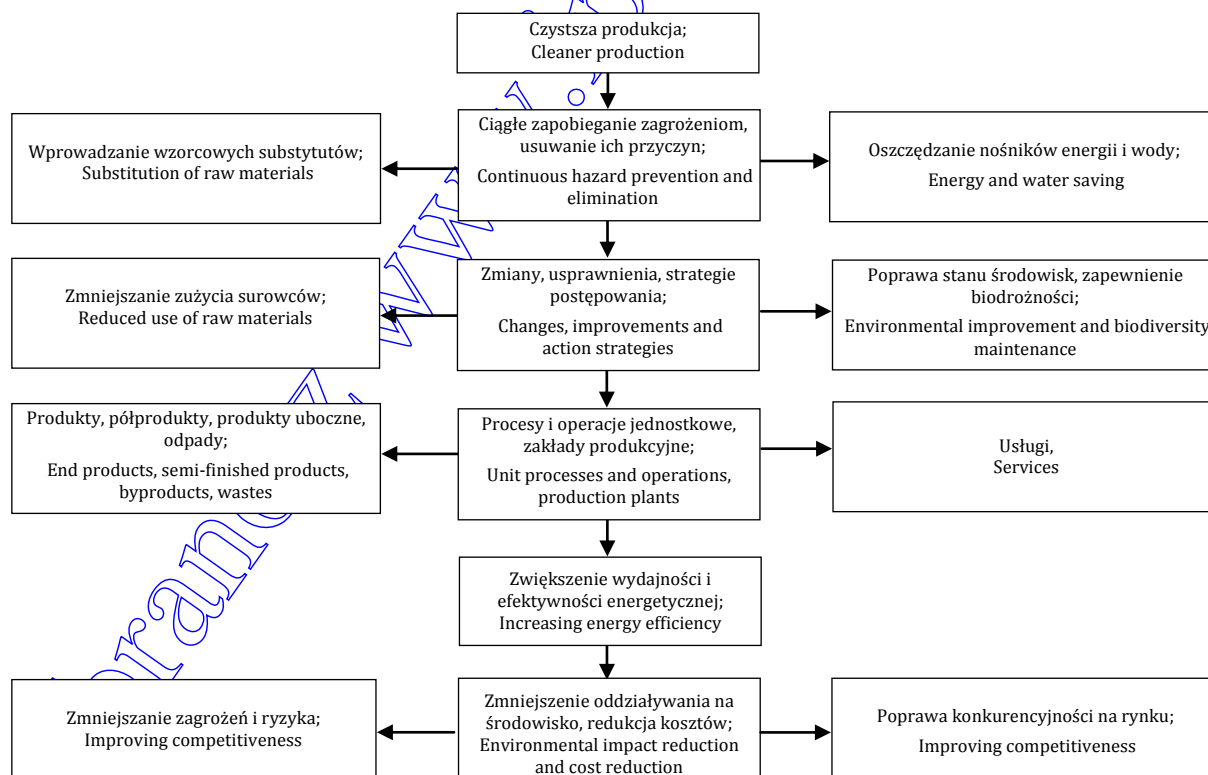 Czystsza produkcja;
Cleaner production
Wprowadzanie wzorcowych substytutów;
Substitution of raw materials
Ciągłe zapobieganie zagrożeniom,
usuwanie ich przyczyn;
Continuous hazard prevention and
elimination
Oszczędzanie nośników energii i wody;
Energy and water saving
Zmniejszanie zużycia surowców;
Reduced use of raw materials
Zmiany, usprawnienia, strategie
postępowania;
Changes, improvements and
action strategies
Poprawa stanu środowisk, zapewnienie
biodrożności;
Environmental improvement and biodiversity
maintenance
Produkty, półprodukty, produkty uboczne,
odpady;
End products, semi-finished products,
byproducts, wastes
Procesy i operacje jednostkowe,
zakłady produkcyjne;
Unit processes and operations,
production plants
Usługi,
Services
Zwiększenie wydajności i
efektywności energetycznej;
Increasing energy efficiency
Zmniejszanie zagrożeń i ryzyka;
Improving competitiveness
Zmniejszenie oddziaływania na
środowisko, redukcja kosztów;
Environmental impact reduction
and cost reduction
Poprawa konkurencyjności na rynku;
Improving competitiveness